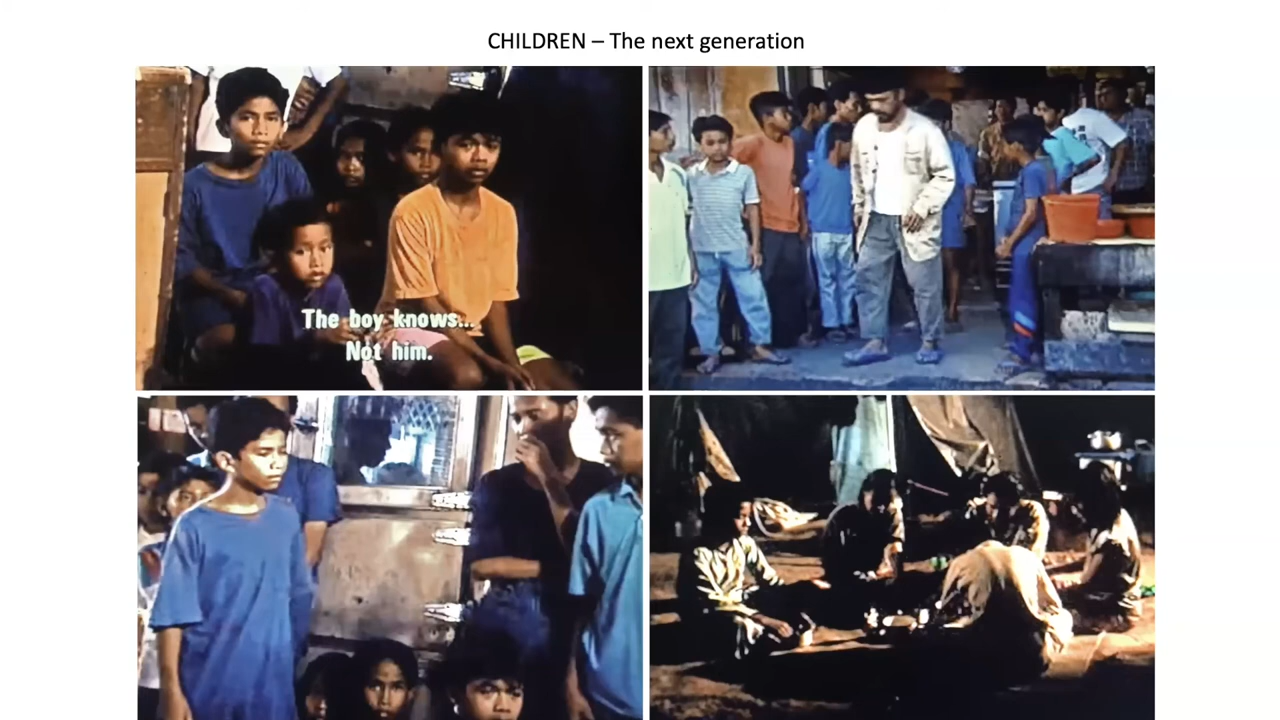 CHILDREN – The next generation
The boy knows...
Not him.